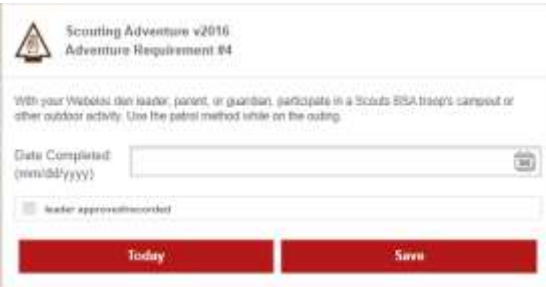 Scouting Adventure v2016
Adventure Requirement #4
With your Webelos den leader, parent, or guardian, participate in a Scouts BSA troop's campout or
other outdoor activity. Use the patrol method while on the outing.
Date Completed:
(mm/dd/yyyy)
leader approved/recorded
Today
Save